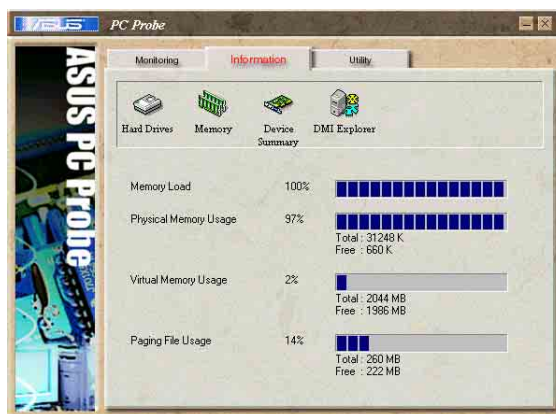 ASUS PC Probe
ASUS PC Probe
Monitoring Information Utility
Hard Drives Memory Device Summary DMI Explorer
Memory Load 100%
Physical Memory Usage 97%
Total : 31248 K
Free : 660 K
Virtual Memory Usage 2%
Total : 2044 MB
Free : 1986 MB
Paging File Usage 14%
Total : 260 MB
Free : 222 MB